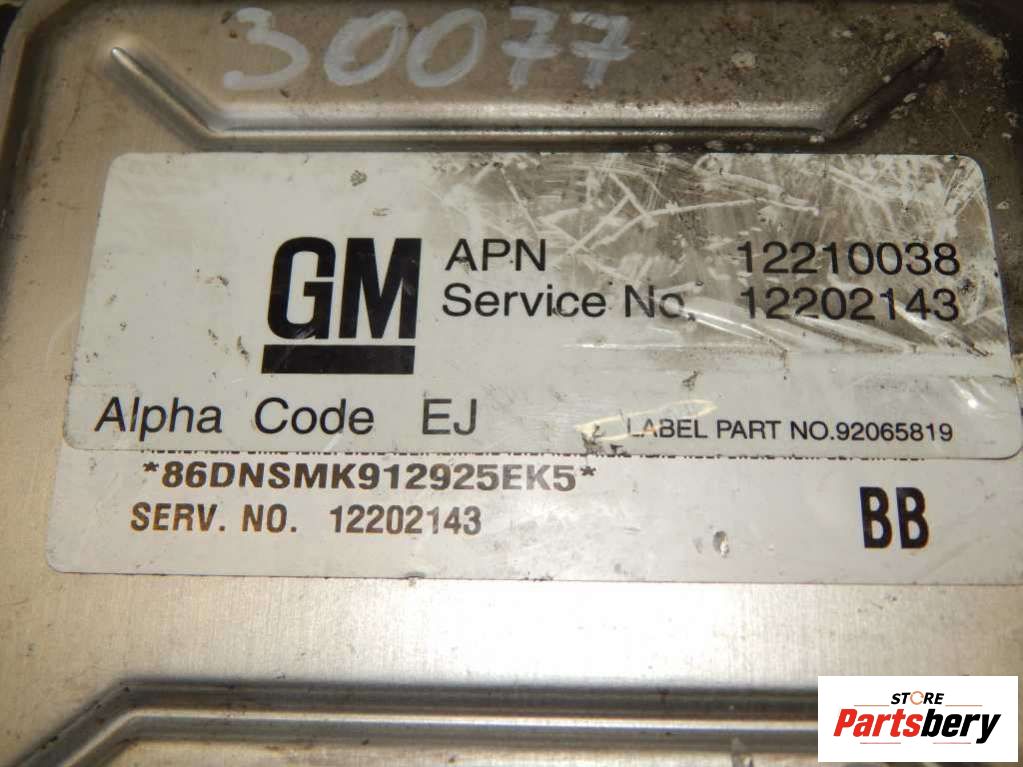 30077
GM
APN 12210038
Service No. 12202143
Alpha Code EJ
LABEL PART NO.92065819
*86DNSMK912925EK5*
SERV. NO. 12202143
BB
STORE
Partsbery